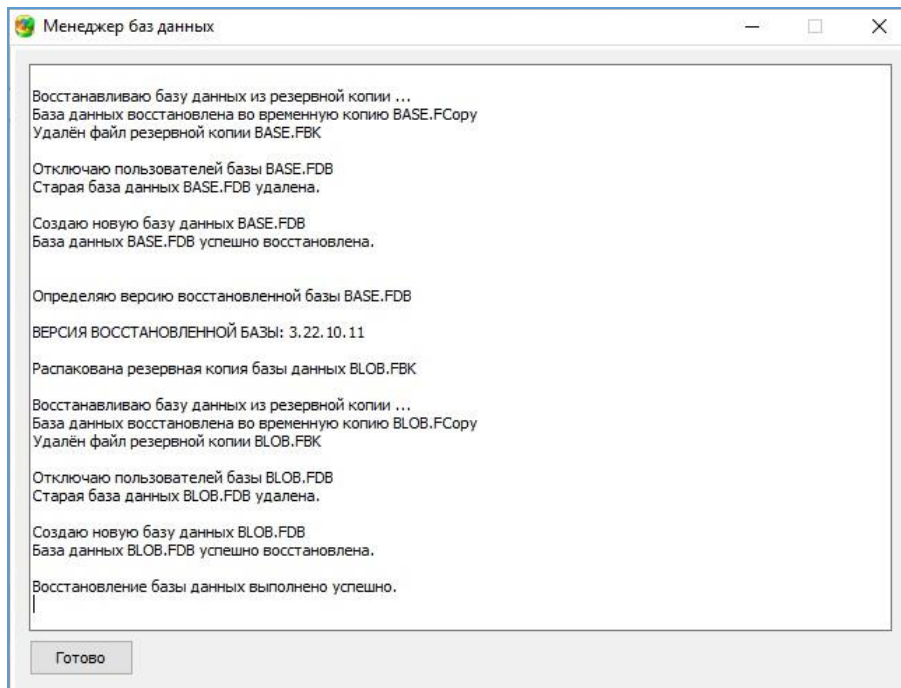 Менеджер баз данных
Восстанавливаю базу данных из резервной копии ...
База данных восстановлена во временную копию BASE.FCopy
Удалён файл резервной копии BASE.FBK
Отключаю пользователей базы BASE.FDB
Старая база данных BASE.FDB удалена.
Создаю новую базу данных BASE.FDB
База данных BASE.FDB успешно восстановлена.
Определяю версию восстановленной базы BASE.FDB
ВЕРСИЯ ВОССТАНОВЛЕННОЙ БАЗЫ: 3.22.10.11
Распакована резервная копия базы данных BLOB.FBK
Восстанавливаю базу данных из резервной копии ...
База данных восстановлена во временную копию BLOB.FCopy
Удалён файл резервной копии BLOB.FBK
Отключаю пользователей базы BLOB.FDB
Старая база данных BLOB.FDB удалена.
Создаю новую базу данных BLOB.FDB
База данных BLOB.FDB успешно восстановлена.
Восстановление базы данных выполнено успешно.
Готово